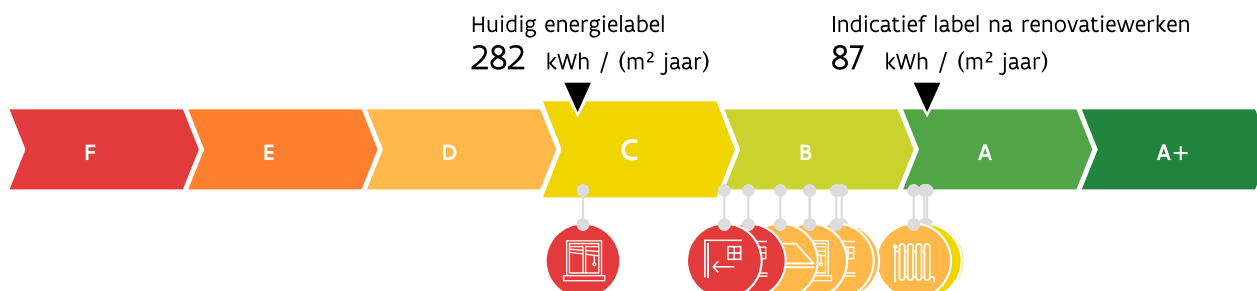 Huidig energielabel
282 kWh / (m² jaar)
Indicatief label na renovatiewerken
87 kWh / (m² jaar)
F E D C B A A+